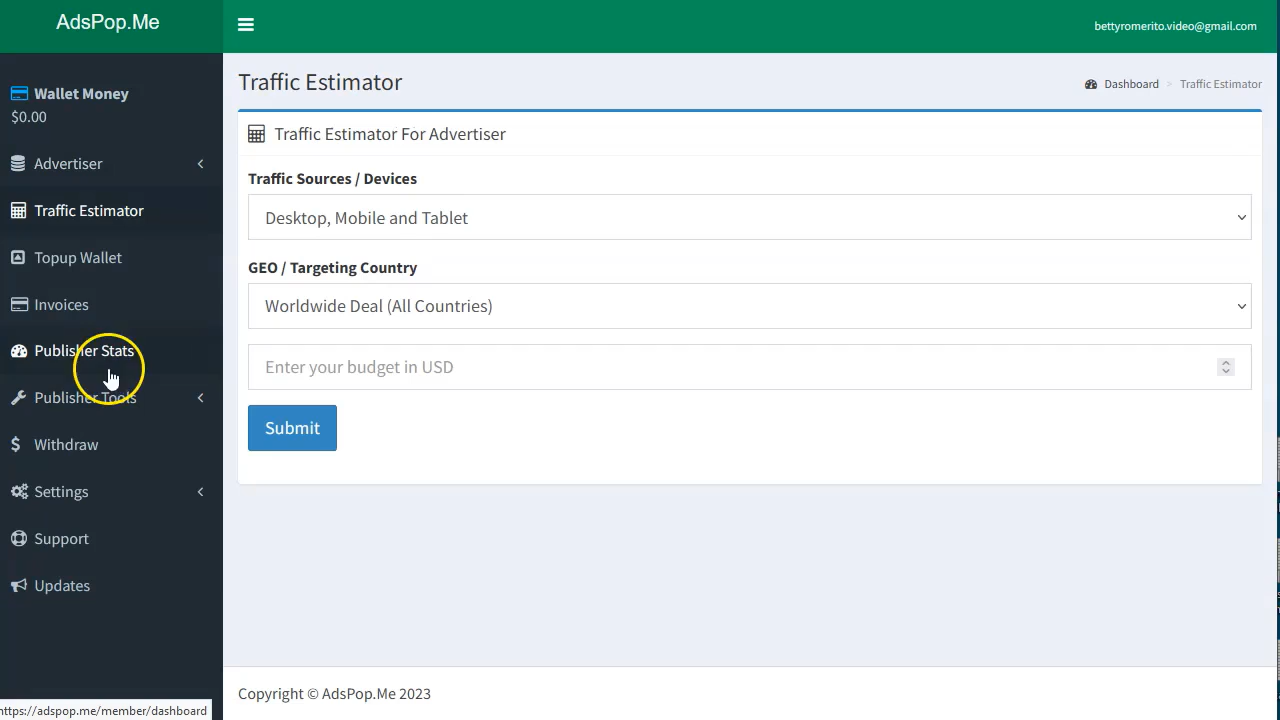 AdsPop.Me
bettyromerito.video@gmail.com
Wallet Money
$0.00
Advertiser
Traffic Estimator
Topup Wallet
Invoices
Publisher Stats
Publisher Tools
Withdraw
Settings
Support
Updates
https://adspop.me/member/dashboard
Traffic Estimator
Dashboard > Traffic Estimator
Traffic Estimator For Advertiser
Traffic Sources / Devices
Desktop, Mobile and Tablet
GEO / Targeting Country
Worldwide Deal (All Countries)
Enter your budget in USD
Submit
Copyright © AdsPop.Me 2023